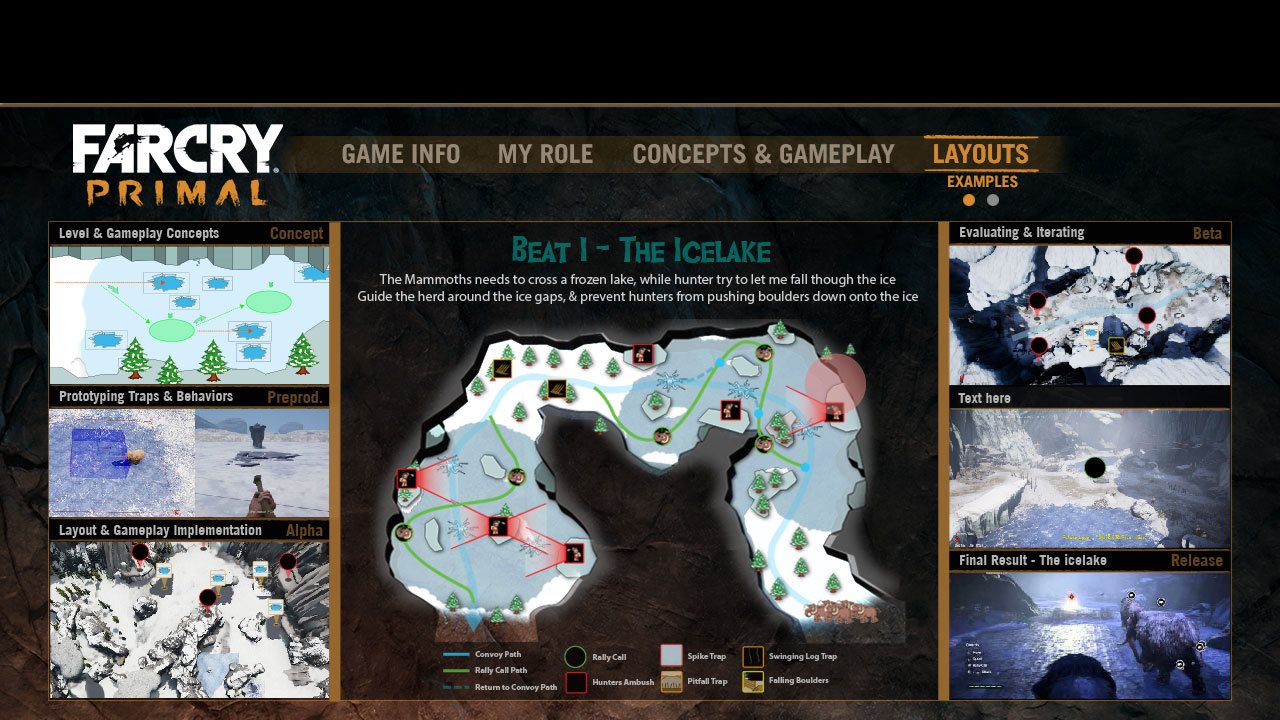 FARCRY
PRIMAL
GAME INFO
MY ROLE
CONCEPTS & GAMEPLAY
LAYOUTS
EXAMPLES
Level & Gameplay Concepts
Concept
Prototyping Traps & Behaviors
Preprod.
Layout & Gameplay Implementation
Alpha
Beat 1 - The Icelake
The Mammoths needs to cross a frozen lake, while hunter try to let me fall though the ice
Guide the herd around the ice gaps, & prevent hunters from pushing boulders down onto the ice
Convoy Path
Rally Call Path
Return to Convoy Path
Rally Call
Hunters Ambush
Spike Trap
Pitfall Trap
Swinging Log Trap
Falling Boulders
Evaluating & Iterating
Beta
Text here
Final Result - The icelake
Release